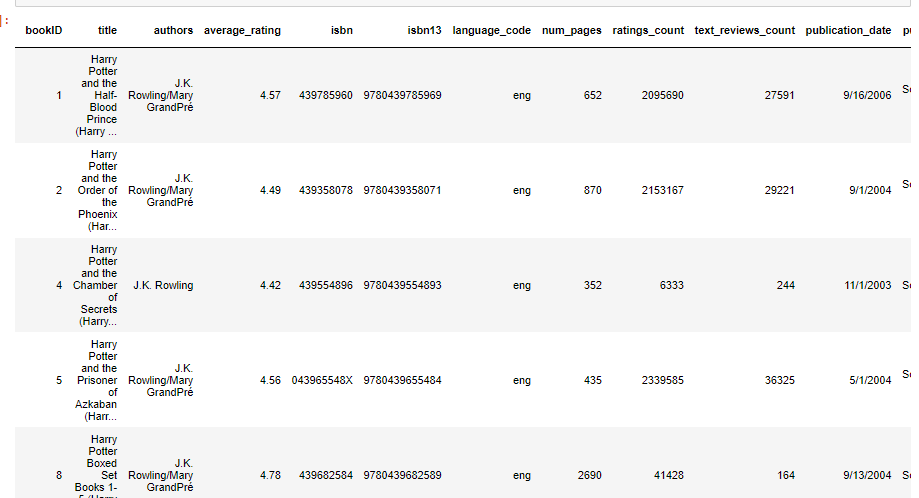 ]:
bookID title authors average_rating isbn isbn13 language_code num_pages ratings_count text_reviews_count publication_date
Harry
Potter
and the
Half-
Blood
Prince
(Harry ...
1 J.K. Rowling/Mary GrandPré 4.57 439785960 9780439785969 eng 652 2095690 27591 9/16/2006
Harry
Potter
and the
Order of
the
Phoenix
(Har...
2 J.K. Rowling/Mary GrandPré 4.49 439358078 9780439358071 eng 870 2153167 29221 9/1/2004
Harry
Potter
and the
Chamber
of
Secrets
(Harry...
4 J.K. Rowling 4.42 439554896 9780439554893 eng 352 6333 244 11/1/2003
Harry
Potter
and the
Prisoner
of
Azkaban
(Harr...
5 J.K. Rowling/Mary GrandPré 4.56 043965548X 9780439655484 eng 435 2339585 36325 5/1/2004
Harry
Potter
Boxed
Set
Books 1-
8 J.K. Rowling/Mary GrandPré 4.78 439682584 9780439682589 eng 2690 41428 164 9/13/2004